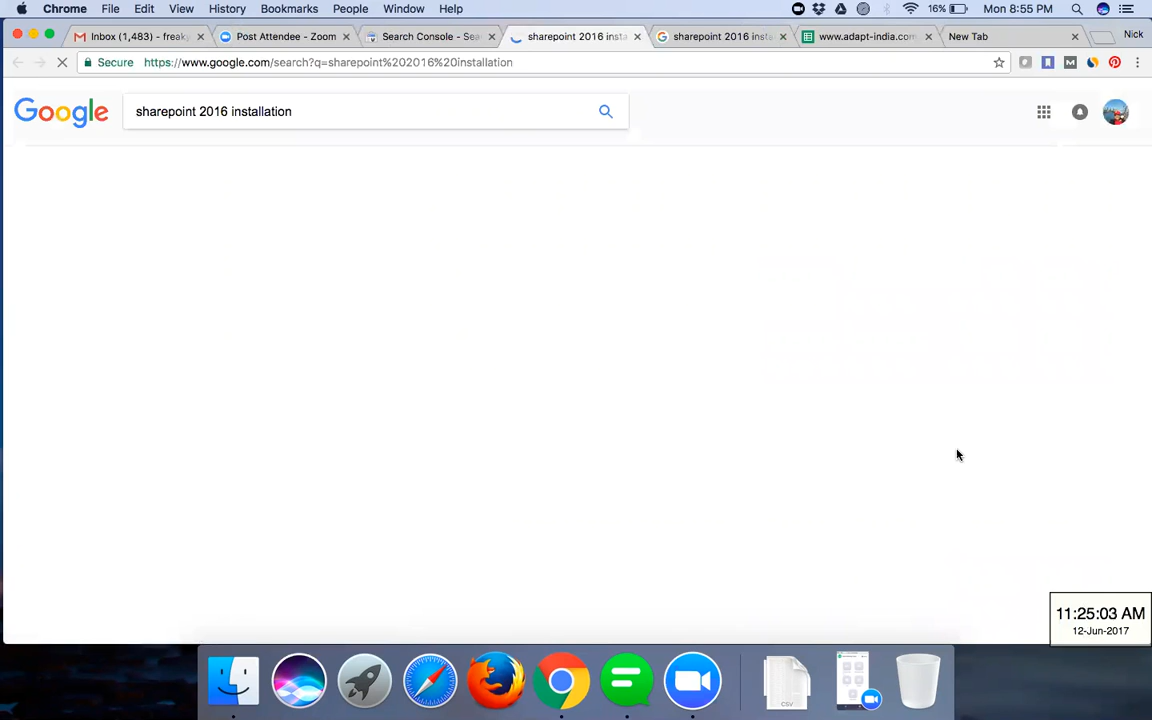 Chrome File Edit View History Bookmarks People Window Help 16% Mon 8:55 PM
Inbox (1,483) - freaky Post Attendee - Zoom Search Console - Sea sharepoint 2016 insta sharepoint 2016 insta www.adapt-india.com New Tab Nick
Secure https://www.google.com/search?q=sharepoint%202016%20installation
Google sharepoint 2016 installation
11:25:03 AM
12-Jun-2017
CSV